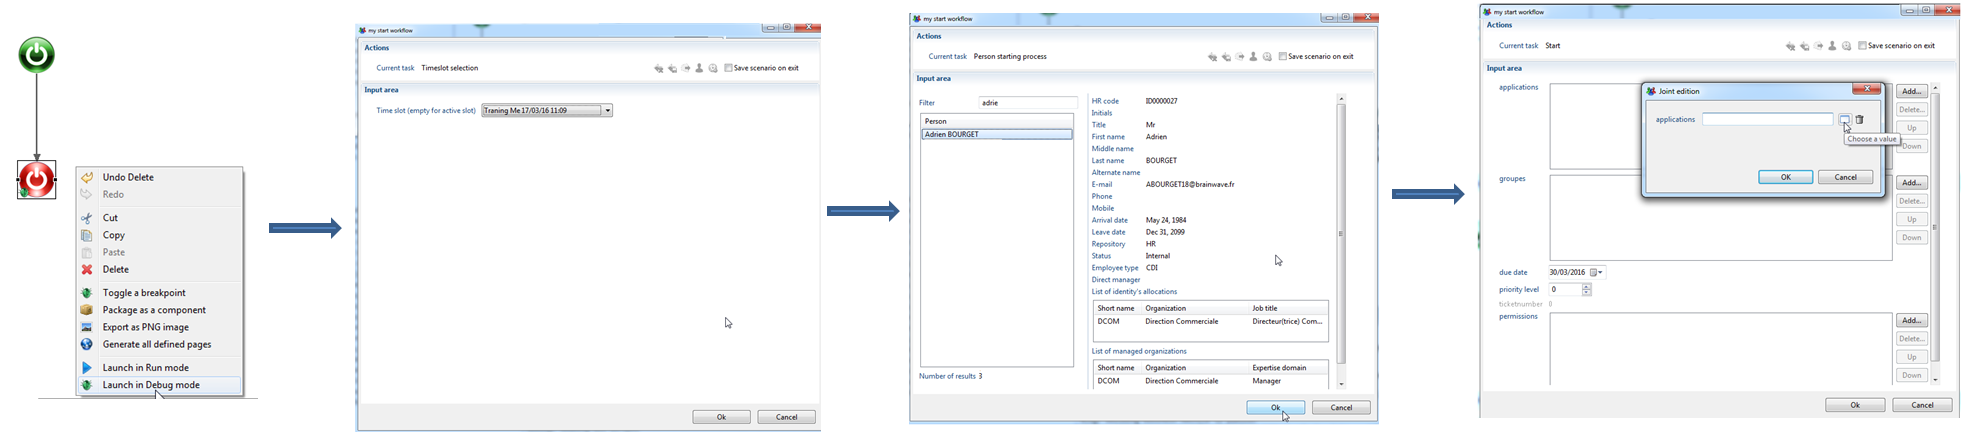 Undo Delete
Redo
Cut
Copy
Paste
Delete
Toggle a breakpoint
Package as a component
Export as PNG image
Generate all defined pages
Launch in Run mode
Launch in Debug mode
my start workflow
Actions
Current task Timeslot selection
Save scenario on exit
Input area
Time slot (empty for active slot) Traning Me 17/03/16 11:09
Ok Cancel
my start workflow
Actions
Current task Person starting process
Save scenario on exit
Input area
Filter adrie
Person
Adrien BOURGET
Number of results 3
HR code ID0000027
Initials
Title Mr
First name Adrien
Middle name
Last name BOURGET
Alternate name
E-mail ABOURGET18@brainwave.fr
Phone
Mobile
Arrival date May 24, 1984
Leave date Dec 31, 2099
Repository HR
Status Internal
Employee type CDI
Direct manager
List of identity's allocations
Short name Organization Job title
DCOM Direction Commerciale Directeur(trice) Com...
List of managed organizations
Short name Organization Expertise domain
DCOM Direction Commerciale Manager
Ok Cancel
my start workflow
Actions
Current task Start
Save scenario on exit
Input area
applications
Add...
Delete...
Up
Down
Joint edition
applications
Choose a value
OK Cancel
groupes
Add...
Delete...
Up
Down
due date 30/03/2016
priority level 0
ticketnumber 0
permissions
Add...
Delete...
Up
Down
Ok Cancel